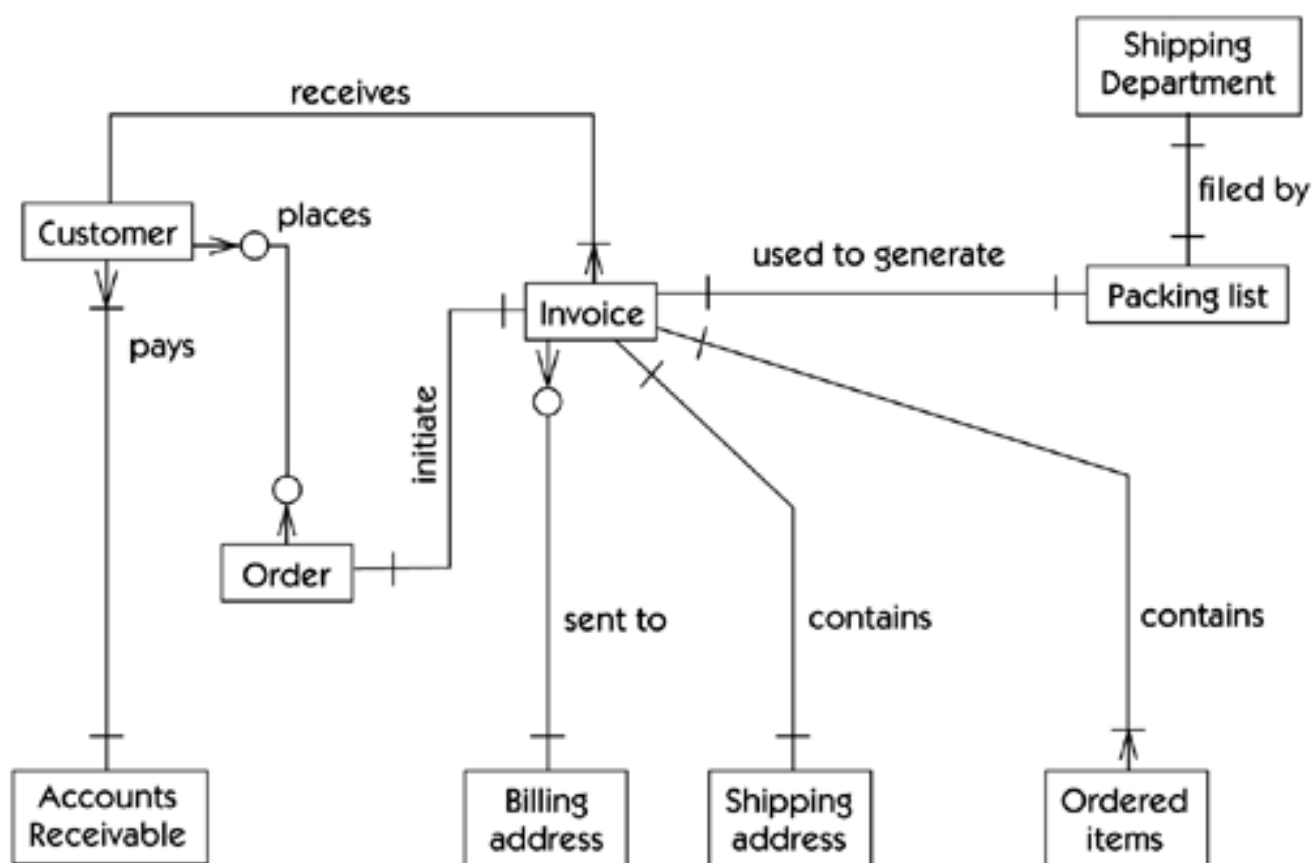 Shipping
Department
receives
filed by
places
Customer
used to generate
Packing list
Invoice
pays
initiate
Order
sent to
contains
contains
Accounts
Receivable
Billing
address
Shipping
address
Ordered
items